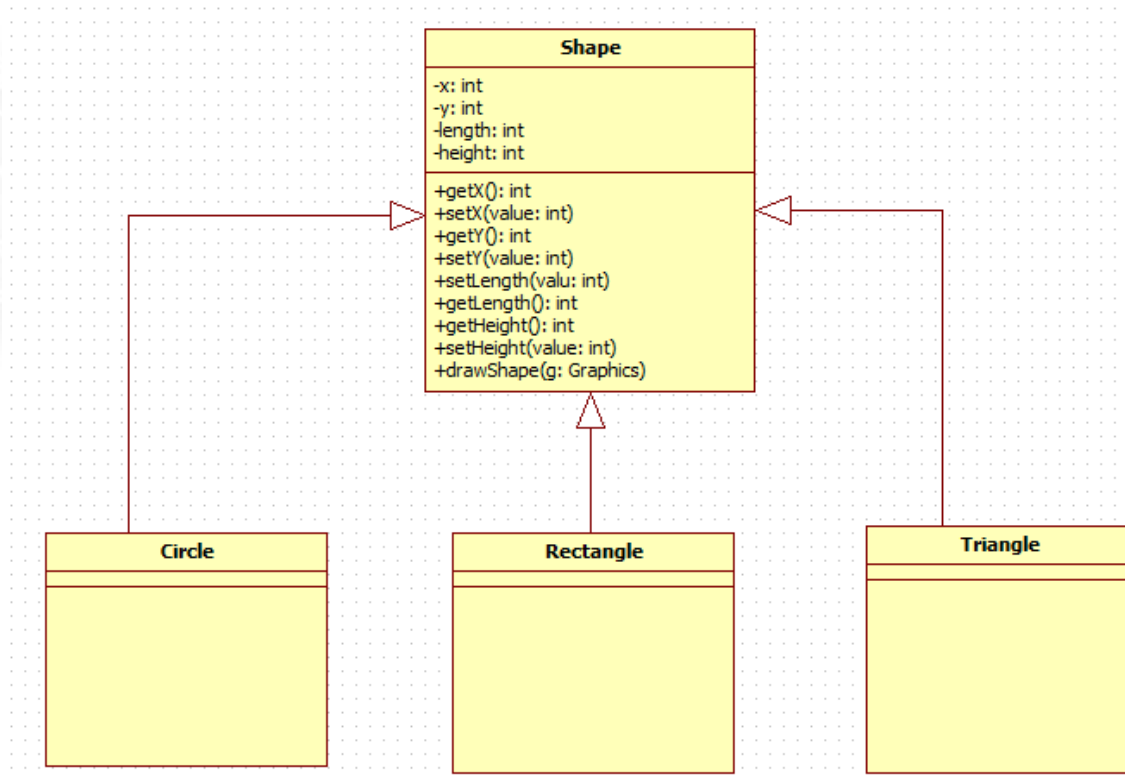 Shape
-x: int
-y: int
-length: int
-height: int
+getX(): int
+setX(value: int)
+getY(): int
+setY(value: int)
+setLength(valu: int)
+getLength(): int
+getHeight(): int
+setHeight(value: int)
+drawShape(g: Graphics)
Circle
Rectangle
Triangle